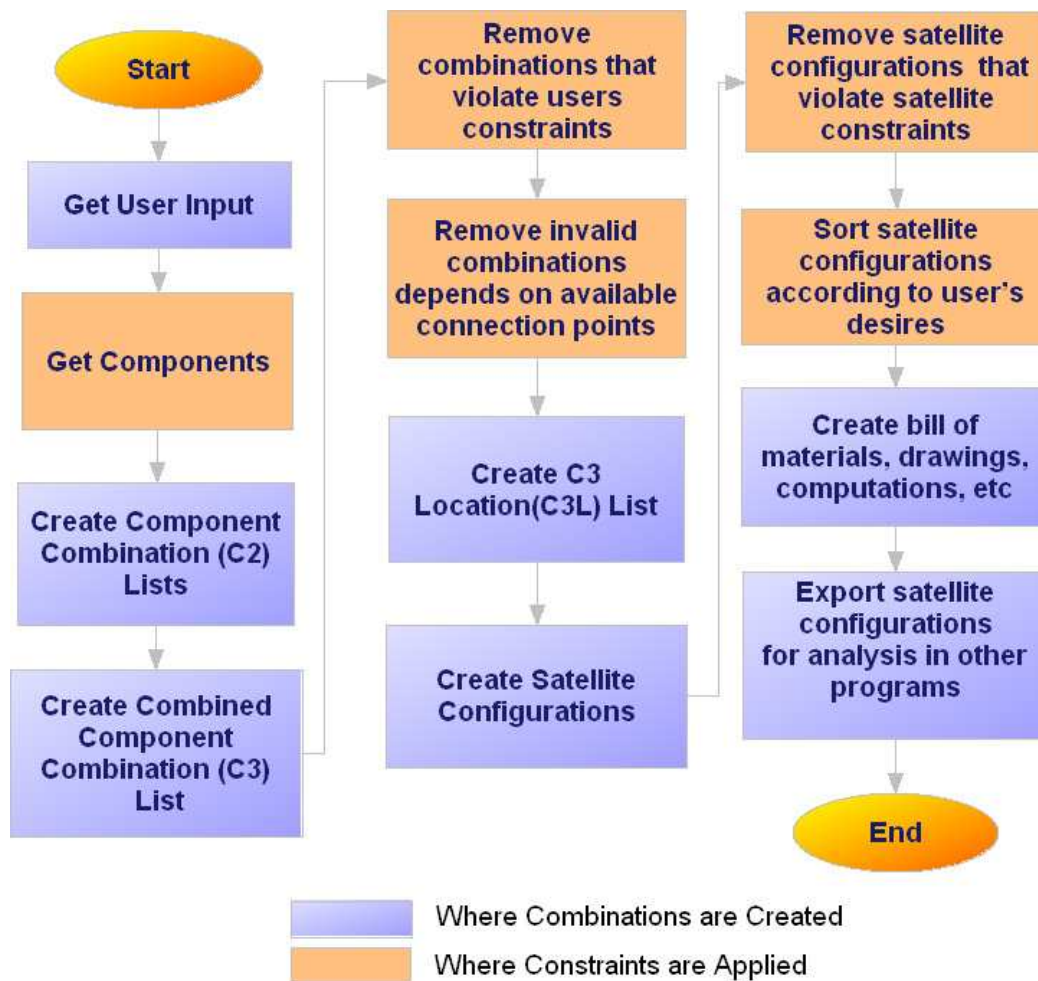 Start
Get User Input
Get Components
Create Component
Combination (C2)
Lists
Create Combined
Component
Combination (C3)
List
Remove
combinations that
violate users
constraints
Remove invalid
combinations
depends on available
connection points
Create C3
Location(C3L) List
Create Satellite
Configurations
Remove satellite
configurations that
violate satellite
constraints
Sort satellite
configurations
according to user's
desires
Create bill of
materials, drawings,
computations, etc
Export satellite
configurations
for analysis in other
programs
End
Where Combinations are Created
Where Constraints are Applied